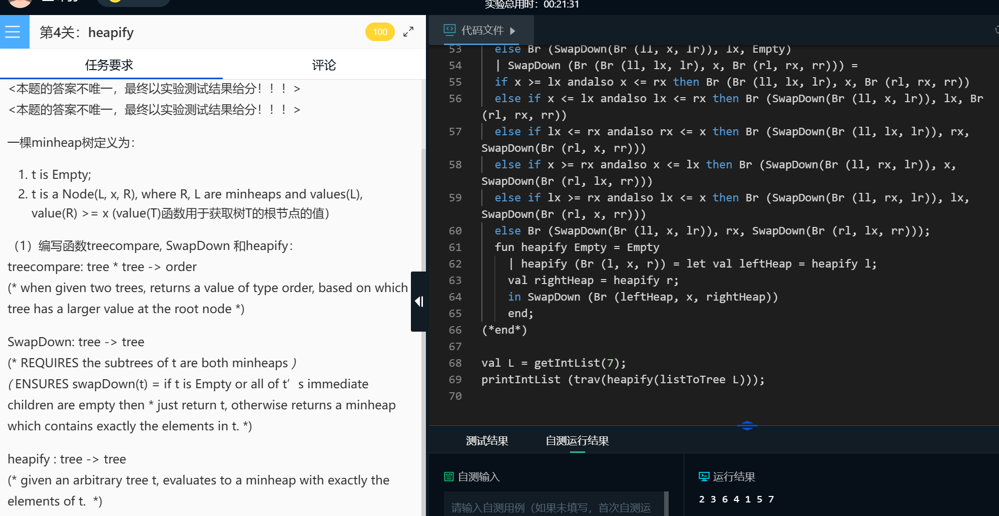 实验总用时：00:21:31
第4关：heapify
100
任务要求
评论
<本题的答案不唯一，最终以实验测试结果给分！！！>
<本题的答案不唯一，最终以实验测试结果给分！！！>
一棵minheap树定义为：
1. t is Empty;
2. t is a Node(L, x, R), where R, L are minheaps and values(L),
value(R) >= x (value(T)函数用于获取树T的根节点的值）
（1）编写函数treecompare, SwapDown 和heapify：
treecompare: tree * tree -> order
(* when given two trees, returns a value of type order, based on which
tree has a larger value at the root node *)
SwapDown: tree -> tree
(* REQUIRES the subtrees of t are both minheaps )
( ENSURES swapDown(t) = if t is Empty or all of t’s immediate
children are empty then * just return t, otherwise returns a minheap
which contains exactly the elements in t. *)
heapify : tree -> tree
(* given an arbitrary tree t, evaluates to a minheap with exactly the
elements of t. *)
代码文件
53 else Br (SwapDown(Br (ll, x, lr)), lx, Empty)
54 | SwapDown (Br (Br (ll, lx, lr), x, Br (rl, rx, rr))) =
55 if x >= lx andalso x <= rx then Br (Br (ll, lx, lr), x, Br (rl, rx, rr))
56 else if x <= lx andalso lx <= rx then Br (SwapDown(Br (ll, x, lr)), lx, Br
(rl, rx, rr))
57 else if lx <= rx andalso rx <= x then Br (SwapDown(Br (ll, lx, lr)), rx,
SwapDown(Br (rl, x, rr)))
58 else if x >= rx andalso x <= lx then Br (SwapDown(Br (ll, rx, lr)), x,
SwapDown(Br (rl, lx, rr)))
59 else if lx >= rx andalso lx <= x then Br (SwapDown(Br (ll, rx, lr)), lx,
SwapDown(Br (rl, x, rr)))
60 else Br (SwapDown(Br (ll, x, lr)), rx, SwapDown(Br (rl, lx, rr)));
61 fun heapify Empty = Empty
62 | heapify (Br (l, x, r)) = let val leftHeap = heapify l;
63 val rightHeap = heapify r;
64 in SwapDown (Br (leftHeap, x, rightHeap))
65 end;
66 (*end*)
67
68 val L = getIntList(7);
69 printIntList (trav(heapify(listToTree L)));
70
测试结果
自测运行结果
自测输入
请输入自测用例（如果未填写，首次自测运
运行结果
2 3 6 4 1 5 7